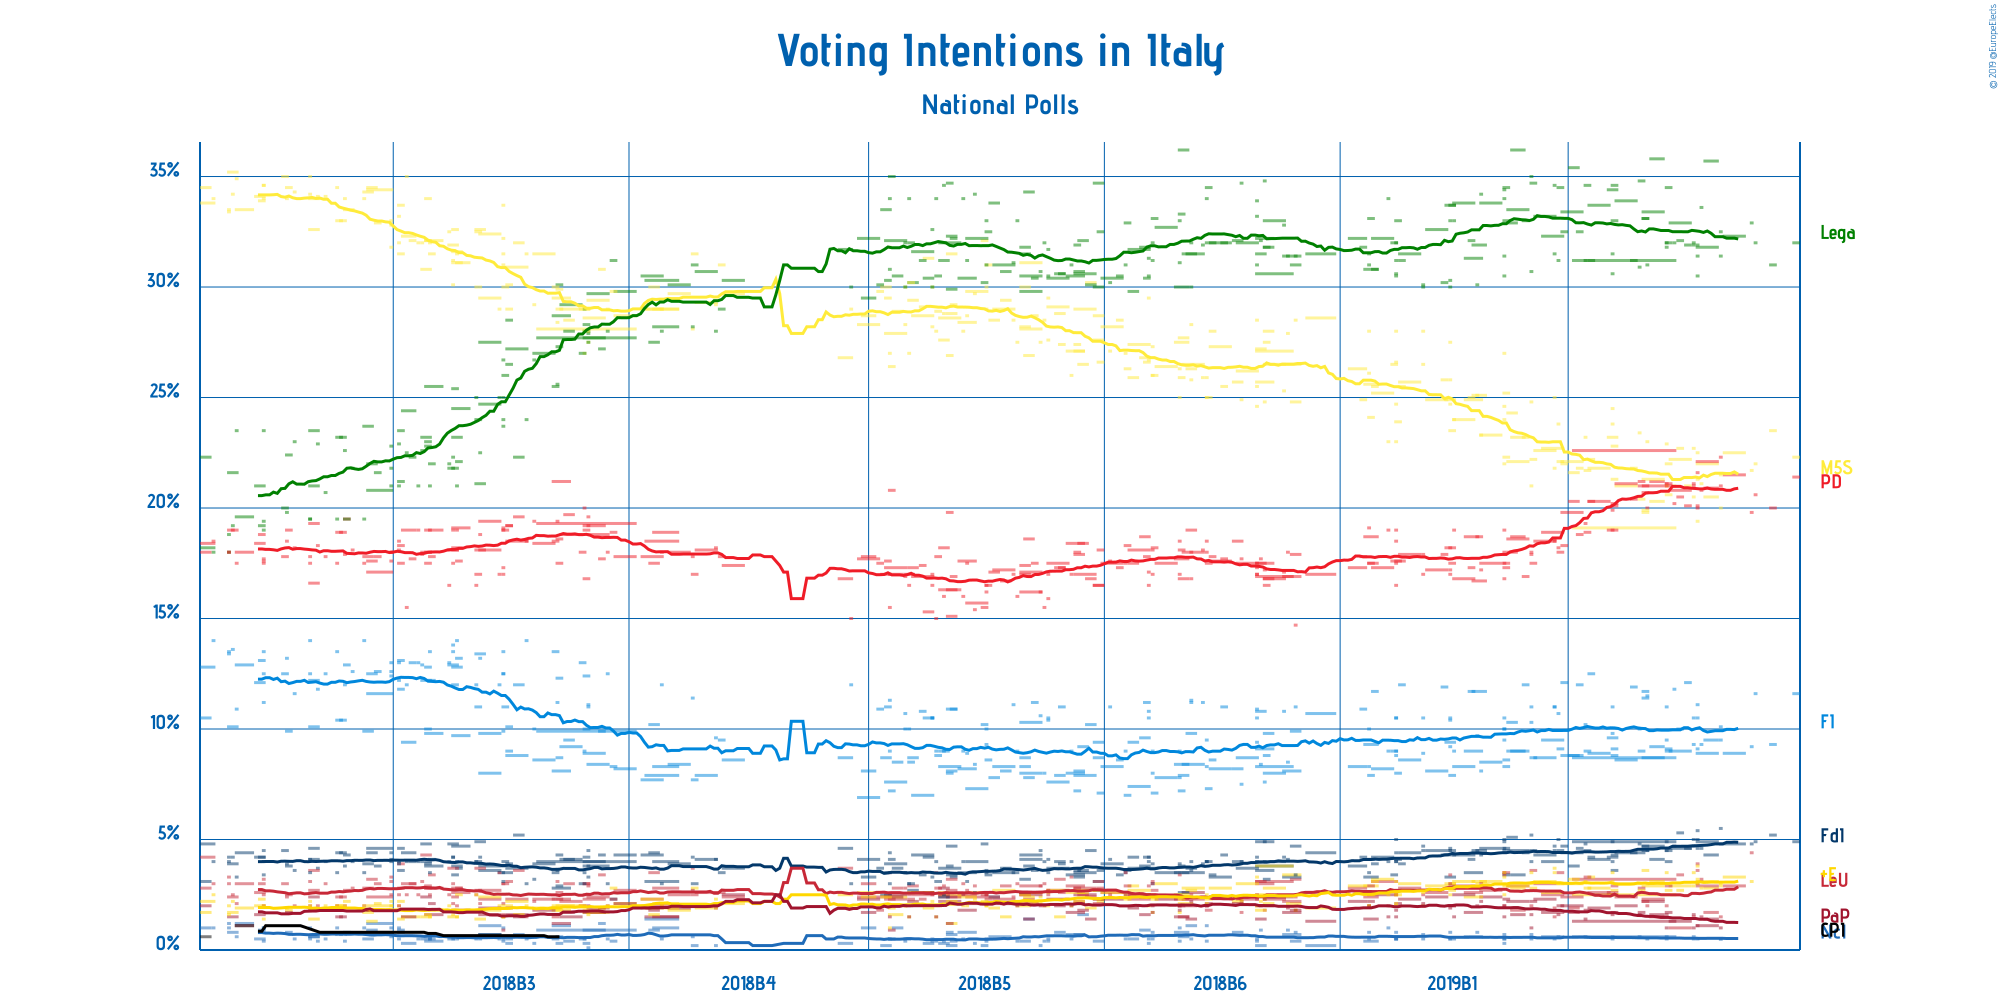 Voting Intentions in Italy
National Polls
© 2019 @EuropeElects
35%
30%
25%
20%
15%
10%
5%
0%
Lega
M5S
PD
FI
FdI
+E
LeU
PaP
CPI
2018B3
2018B4
2018B5
2018B6
2019B1